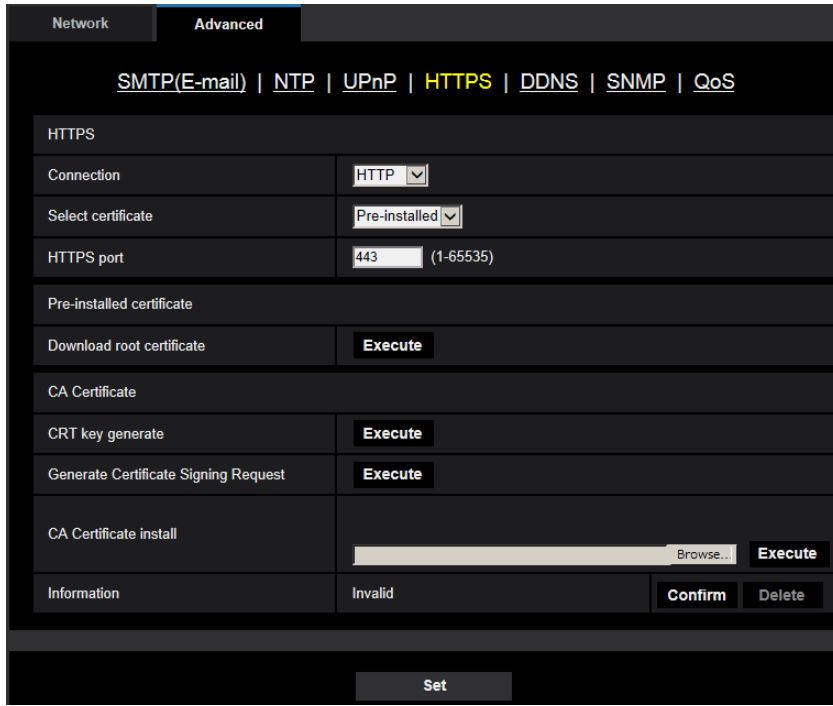 Network Advanced
SMTP(E-mail) | NTP | UPnP | HTTPS | DDNS | SNMP | QoS
HTTPS
Connection HTTP
Select certificate Pre-installed
HTTPS port 443 (1-65535)
Pre-installed certificate
Download root certificate Execute
CA Certificate
CRT key generate Execute
Generate Certificate Signing Request Execute
CA Certificate install Browse... Execute
Information Invalid Confirm Delete
Set